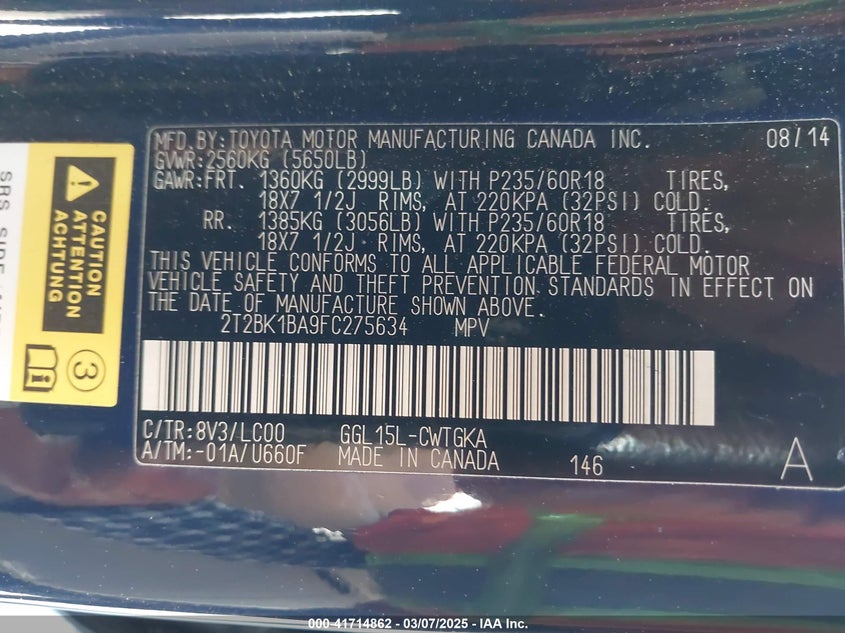 MFD.BY:TOYOTA MOTOR MANUFACTURING CANADA INC. 08/14
GVWR:2560KG (5650LB)
GAWR:FRT. 1360KG (2999LB) WITH P235/60R18 TIRES,
18X7 1/2J RIMS, AT 220KPA (32PSI) COLD.
RR. 1385KG (3056LB) WITH P235/60R18 TIRES,
18X7 1/2J RIMS, AT 220KPA (32PSI) COLD.
THIS VEHICLE CONFORMS TO ALL APPLICABLE FEDERAL MOTOR
VEHICLE SAFETY AND THEFT PREVENTION STANDARDS IN EFFECT ON
THE DATE OF MANUFACTURE SHOWN ABOVE.
2T2BK1BA9FC275634 MPV
C/TR:8V3/LC00 GGL15L-CWTGKA
A/TM:-01A/U660F MADE IN CANADA 146 A
CAUTION
ATTENTION
ACHTUNG
3
SRS SIDE
000-41714862 - 03/07/2025 - IAA Inc.